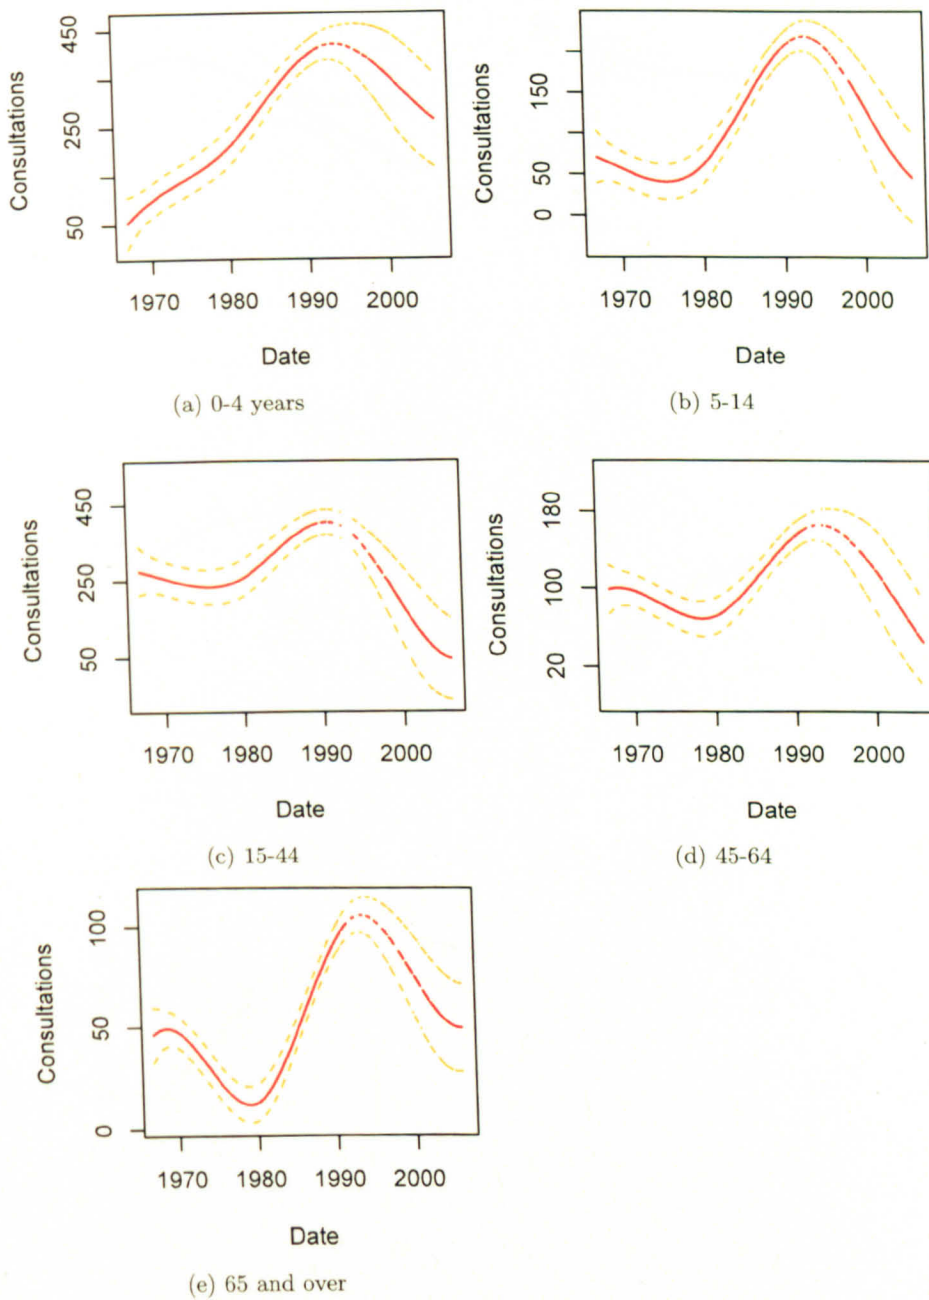 Consultations
450
250
50
1970 1980 1990 2000
Date
(a) 0-4 years
Consultations
150
50
0
1970 1980 1990 2000
Date
(b) 5-14
Consultations
450
250
50
1970 1980 1990 2000
Date
(c) 15-44
Consultations
180
100
20
1970 1980 1990 2000
Date
(d) 45-64
Consultations
100
50
0
1970 1980 1990 2000
Date
(e) 65 and over